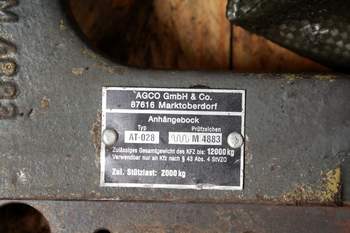 AGCO GmbH & Co.
87616 Marktoberdorf
Anhängebock
Typ Prüfzeichen
AT-028 M 4883
Zulässiges Gesamtgewicht des KFZ bis: 12000 kg
Verwendbar nur an Kfz nach § 43 Abs. 4 StVZO
Zul. Stützlast: 2000 kg